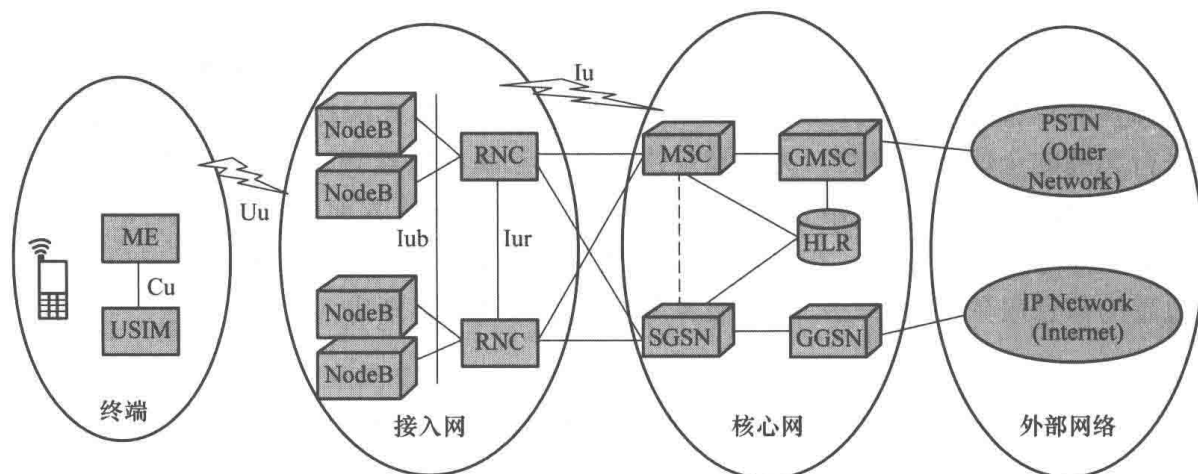 ME
Cu
USIM
终端
Uu
NodeB
NodeB
NodeB
NodeB
Iub
RNC
Iur
RNC
接入网
Iu
MSC
GMSC
HLR
SGSN
GGSN
核心网
PSTN
(Other
Network)
IP Network
(Internet)
外部网络